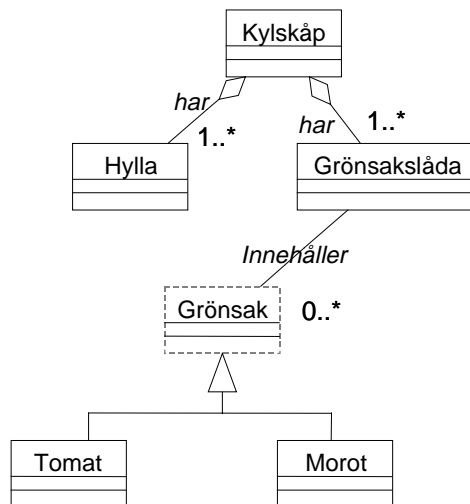 Kylskåp
har
1..*
har
1..*
Hylla
Grönsakslåda
Innehåller
Grönsak
0..*
Tomat
Morot